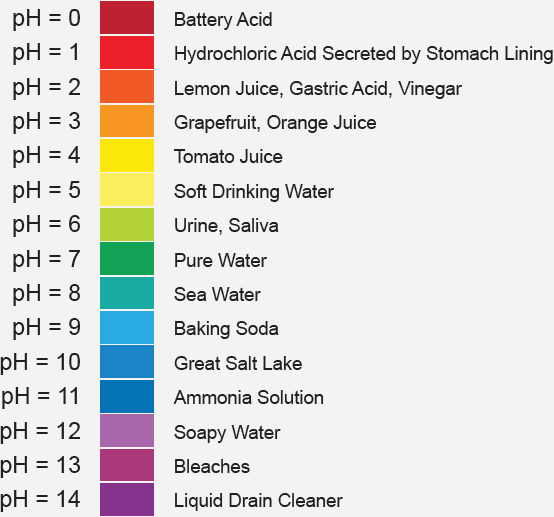 pH = 0 Battery Acid
pH = 1 Hydrochloric Acid Secreted by Stomach Lining
pH = 2 Lemon Juice, Gastric Acid, Vinegar
pH = 3 Grapefruit, Orange Juice
pH = 4 Tomato Juice
pH = 5 Soft Drinking Water
pH = 6 Urine, Saliva
pH = 7 Pure Water
pH = 8 Sea Water
pH = 9 Baking Soda
pH = 10 Great Salt Lake
pH = 11 Ammonia Solution
pH = 12 Soapy Water
pH = 13 Bleaches
pH = 14 Liquid Drain Cleaner